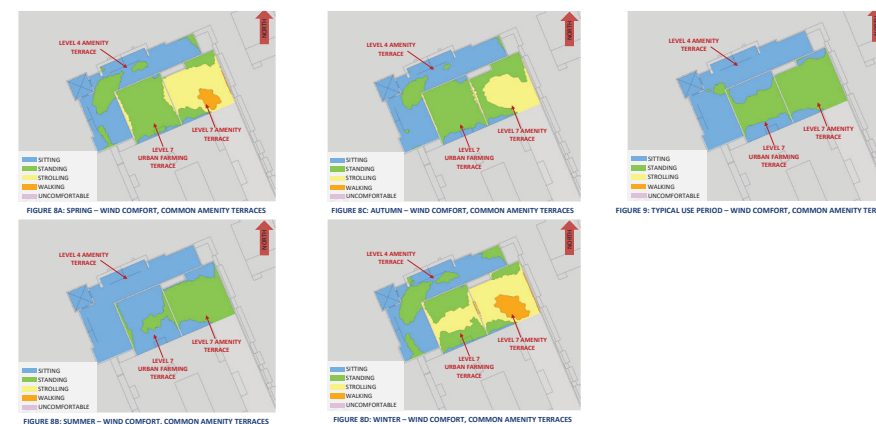 NORTH
LEVEL 4 AMENITY
TERRACE
LEVEL 7 AMENITY
TERRACE
LEVEL 7
URBAN FARMING
TERRACE
SITTING
STANDING
STROLLING
WALKING
UNCOMFORTABLE
FIGURE 8A: SPRING – WIND COMFORT, COMMON AMENITY TERRACES
NORTH
LEVEL 4 AMENITY
TERRACE
LEVEL 7 AMENITY
TERRACE
LEVEL 7
URBAN FARMING
TERRACE
SITTING
STANDING
STROLLING
WALKING
UNCOMFORTABLE
FIGURE 8C: AUTUMN – WIND COMFORT, COMMON AMENITY TERRACES
NORTH
LEVEL 4 AMENITY
TERRACE
LEVEL 7 AMENITY
TERRACE
LEVEL 7
URBAN FARMING
TERRACE
SITTING
STANDING
STROLLING
WALKING
UNCOMFORTABLE
FIGURE 9: TYPICAL USE PERIOD – WIND COMFORT, COMMON AMENITY TER
NORTH
LEVEL 4 AMENITY
TERRACE
LEVEL 7 AMENITY
TERRACE
LEVEL 7
URBAN FARMING
TERRACE
SITTING
STANDING
STROLLING
WALKING
UNCOMFORTABLE
FIGURE 8B: SUMMER – WIND COMFORT, COMMON AMENITY TERRACES
NORTH
LEVEL 4 AMENITY
TERRACE
LEVEL 7 AMENITY
TERRACE
LEVEL 7
URBAN FARMING
TERRACE
SITTING
STANDING
STROLLING
WALKING
UNCOMFORTABLE
FIGURE 8D: WINTER – WIND COMFORT, COMMON AMENITY TERRACES